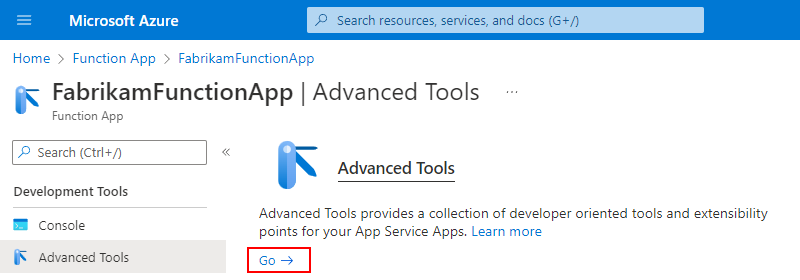 Microsoft Azure
Search resources, services, and docs (G+/)
Home > Function App > FabrikamFunctionApp
FabrikamFunctionApp | Advanced Tools ...
Function App
Search (Ctrl+/) «
Development Tools
Console
Advanced Tools
Advanced Tools
Advanced Tools provides a collection of developer oriented tools and extensibility
points for your App Service Apps. Learn more
Go →